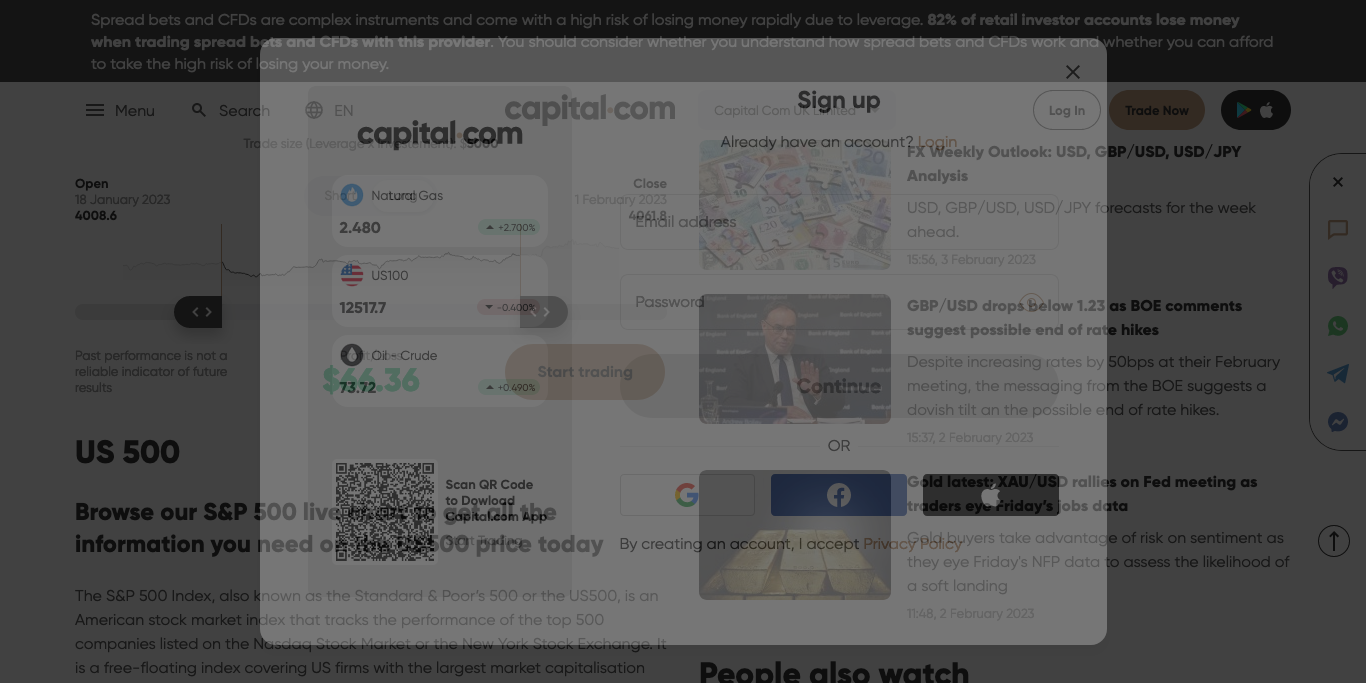 Spread bets and CFDs are complex instruments and come with a high risk of losing money rapidly due to leverage. 82% of retail investor accounts lose money
when trading spread bets and CFDs with this provider. You should consider whether you understand how spread bets and CFDs work and whether you can afford
to take the high risk of losing your money.
Menu
Search
EN
capital.com
Capital Com UK Limited
Log In
Trade Now
Trade size (Leverage x Investement): $5000
Open
18 January 2023
4008.6
Short
Long
Close
1 February 2023
4061.8
Past performance is not a
reliable indicator of future
results
$66.36
Start trading
US 500
Browse our S&P 500 live get all the
information you need 500 price today
The S&P 500 Index, also known as the Standard & Poor's 500 or the US500, is an
American stock market index that tracks the performance of the top 500
companies listed on the Nasdaq Stock Market or the New York Stock Exchange. It
is a free-floating index covering US firms with the largest market capitalisation
FX Weekly Outlook: USD, GBP/USD, USD/JPY
Analysis
USD, GBP/USD, USD/JPY forecasts for the week
ahead.
15:56, 3 February 2023
GBP/USD drops below 1.23 as BOE comments
suggest possible end of rate hikes
Despite increasing rates by 50bps at their February
meeting, the messaging from the BOE suggests a
dovish tilt an the possible end of rate hikes.
15:37, 2 February 2023
Gold latest: XAU/USD rallies on Fed meeting as
traders eye Friday's jobs data
Gold buyers take advantage of risk on sentiment as
they eye Friday's NFP data to assess the likelihood of
a soft landing
11:48, 2 February 2023
People also watch
capital.com
Natural Gas
2.480
+2.700%
US100
12517.7
-0.400%
Oil - Crude
73.72
+0.490%
Scan QR Code
to Dowload
Capital.com App
Start Trading
Sign up
Already have an account? Login
Email address
Password
Continue
OR
By creating an account, I accept Privacy Policy